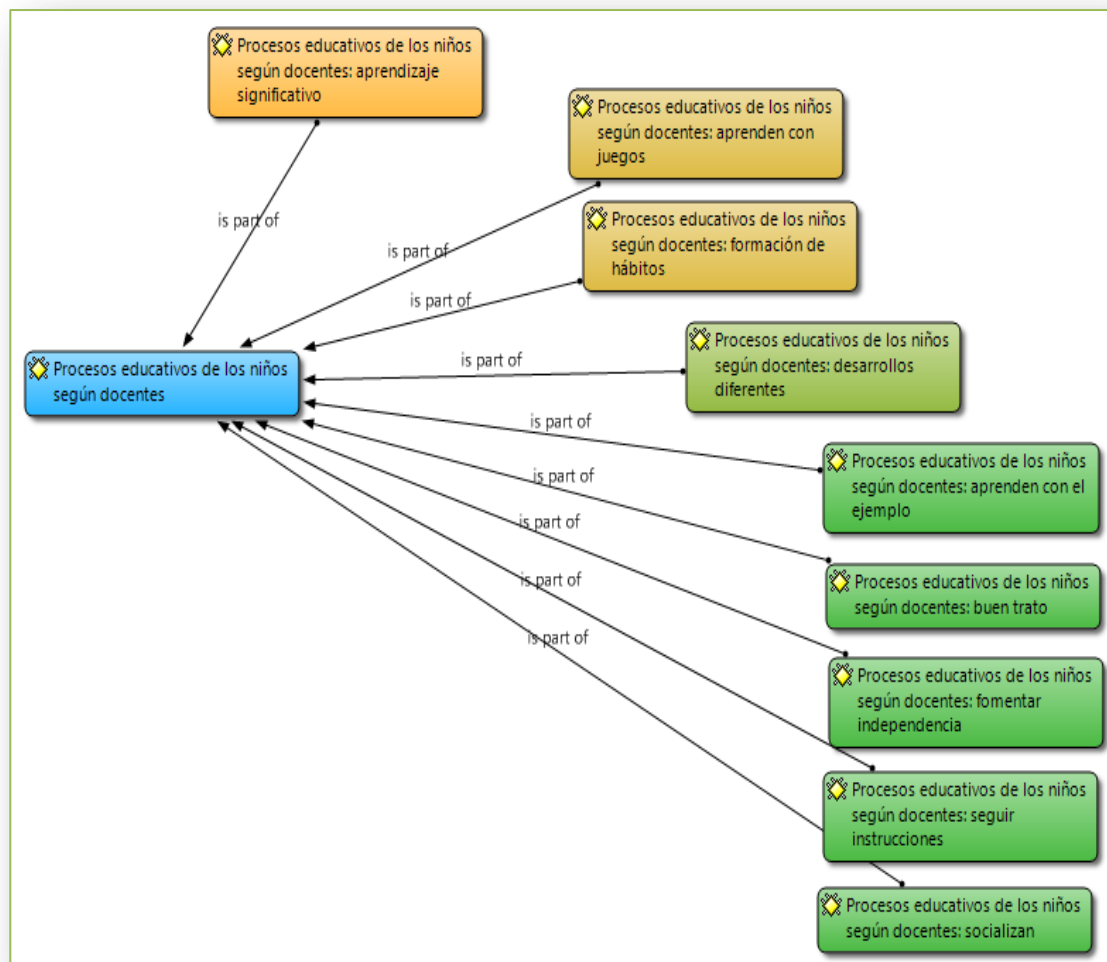 Procesos educativos de los niños
según docentes: aprendizaje
significativo
Procesos educativos de los niños
según docentes: aprenden con
juegos
is part of
Procesos educativos de los niños
según docentes: formación de
hábitos
is part of
is part of
Procesos educativos de los niños
según docentes: desarrollos
diferentes
is part of
Procesos educativos de los niños
según docentes
is part of
Procesos educativos de los niños
según docentes: aprenden con el
ejemplo
is part of
is part of
Procesos educativos de los niños
según docentes: buen trato
is part of
is part of
Procesos educativos de los niños
según docentes: fomentar
independencia
Procesos educativos de los niños
según docentes: seguir
instrucciones
Procesos educativos de los niños
según docentes: socializan